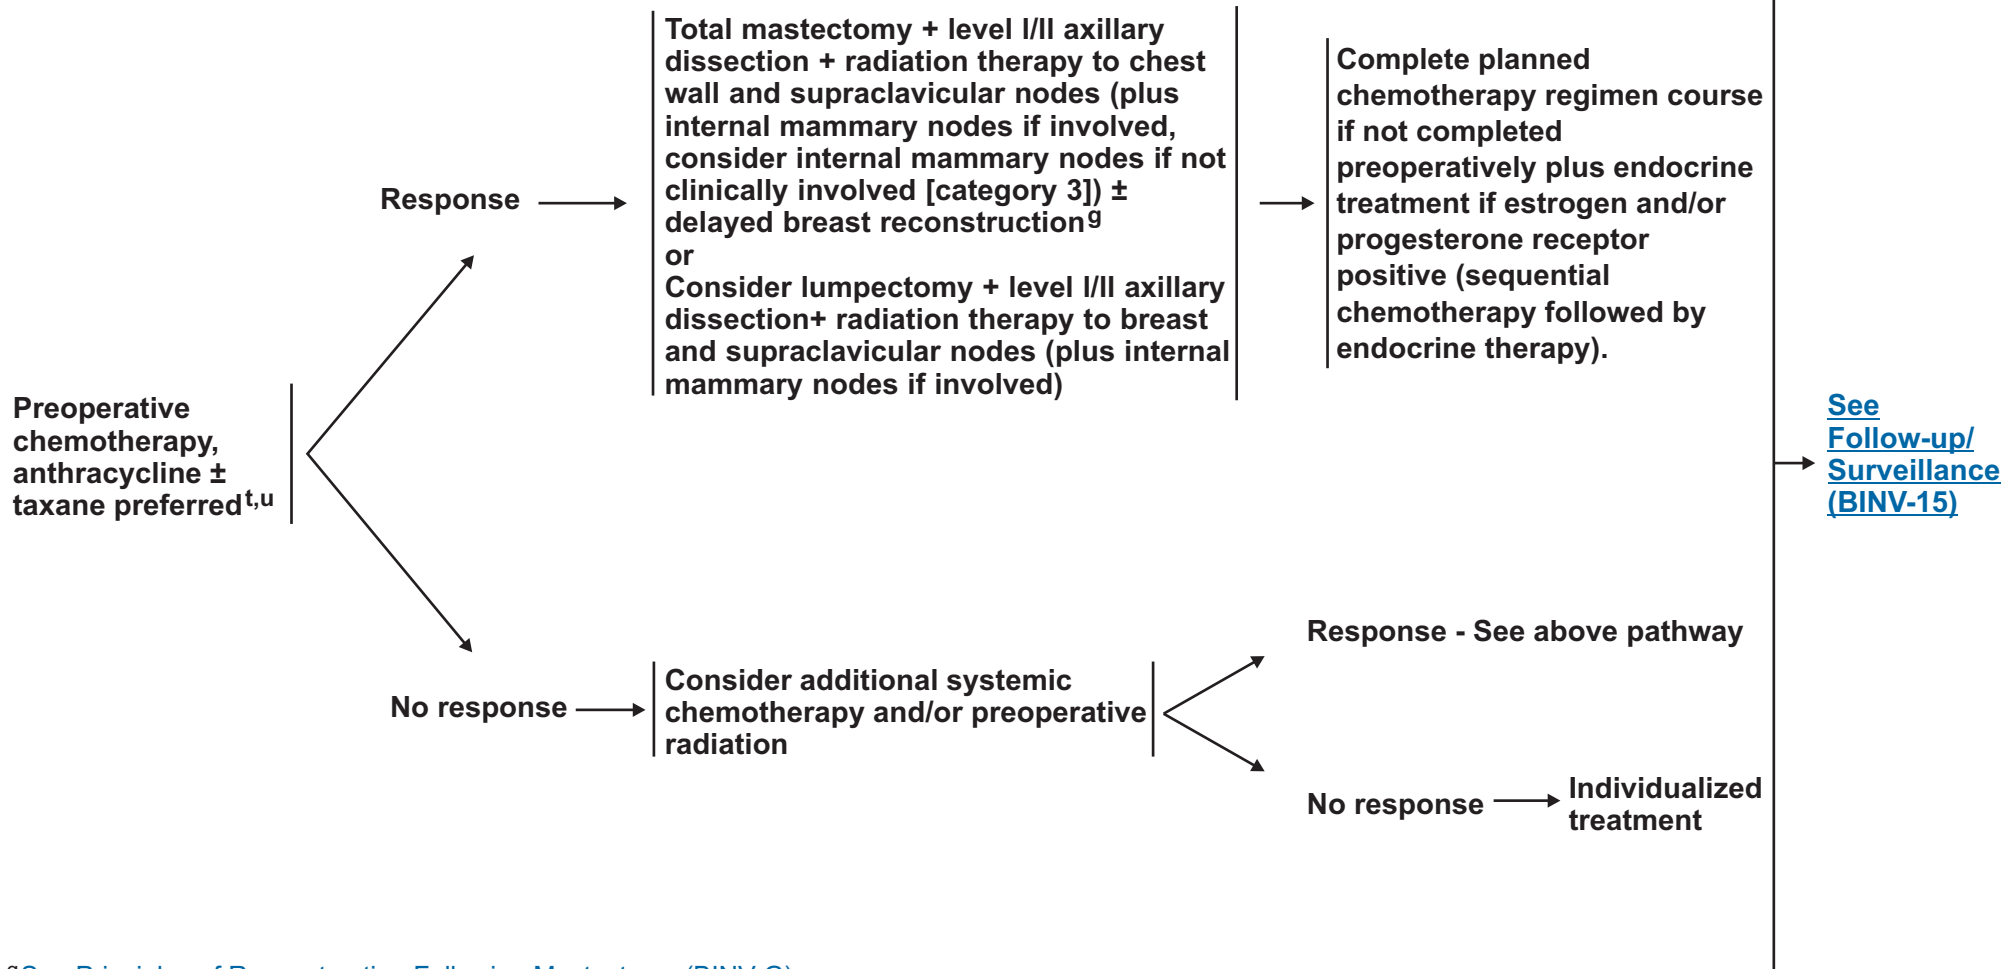 Total mastectomy + level l/ll axillary
dissection + radiation therapy to chest
wall and supraclavicular nodes (plus
internal mammary nodes if involved,
consider internal mammary nodes if not
clinically involved [category 3]) ±
delayed breast reconstruction g
or
Consider lumpectomy + level l/ll axillary
dissection+ radiation therapy to breast
and supraclavicular nodes (plus internal
mammary nodes if involved)
Complete planned
chemotherapy regimen course
if not completed
preoperatively plus endocrine
treatment if estrogen and/or
progesterone receptor
positive (sequential
chemotherapy followed by
endocrine therapy).
Response
Preoperative
chemotherapy,
anthracycline ±
taxane preferred t,u
See
Follow-up/
Surveillance
(BINV-15)
No response
Consider additional systemic
chemotherapy and/or preoperative
radiation
Response - See above pathway
No response
Individualized
treatment